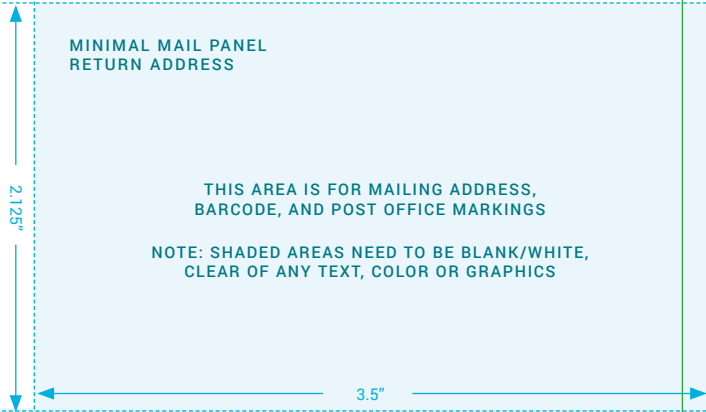 MINIMAL MAIL PANEL
RETURN ADDRESS
2.125”
THIS AREA IS FOR MAILING ADDRESS,
BARCODE, AND POST OFFICE MARKINGS
NOTE: SHADED AREAS NEED TO BE BLANK/WHITE,
CLEAR OF ANY TEXT, COLOR OR GRAPHICS
3.5”